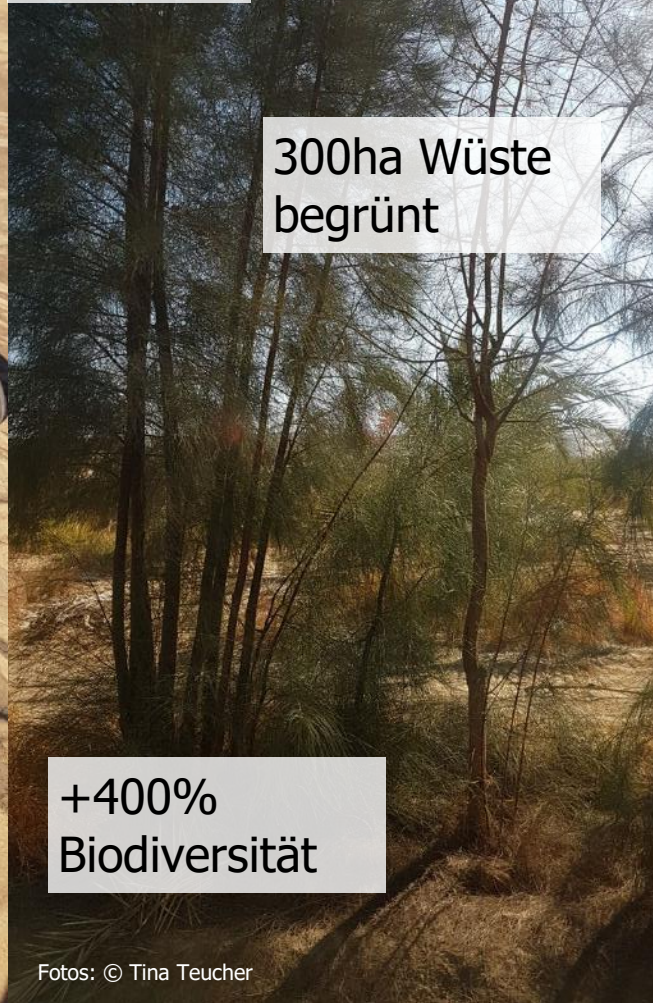 300ha Wüste
begrünt
+400%
Biodiversität
Fotos: © Tina Teucher